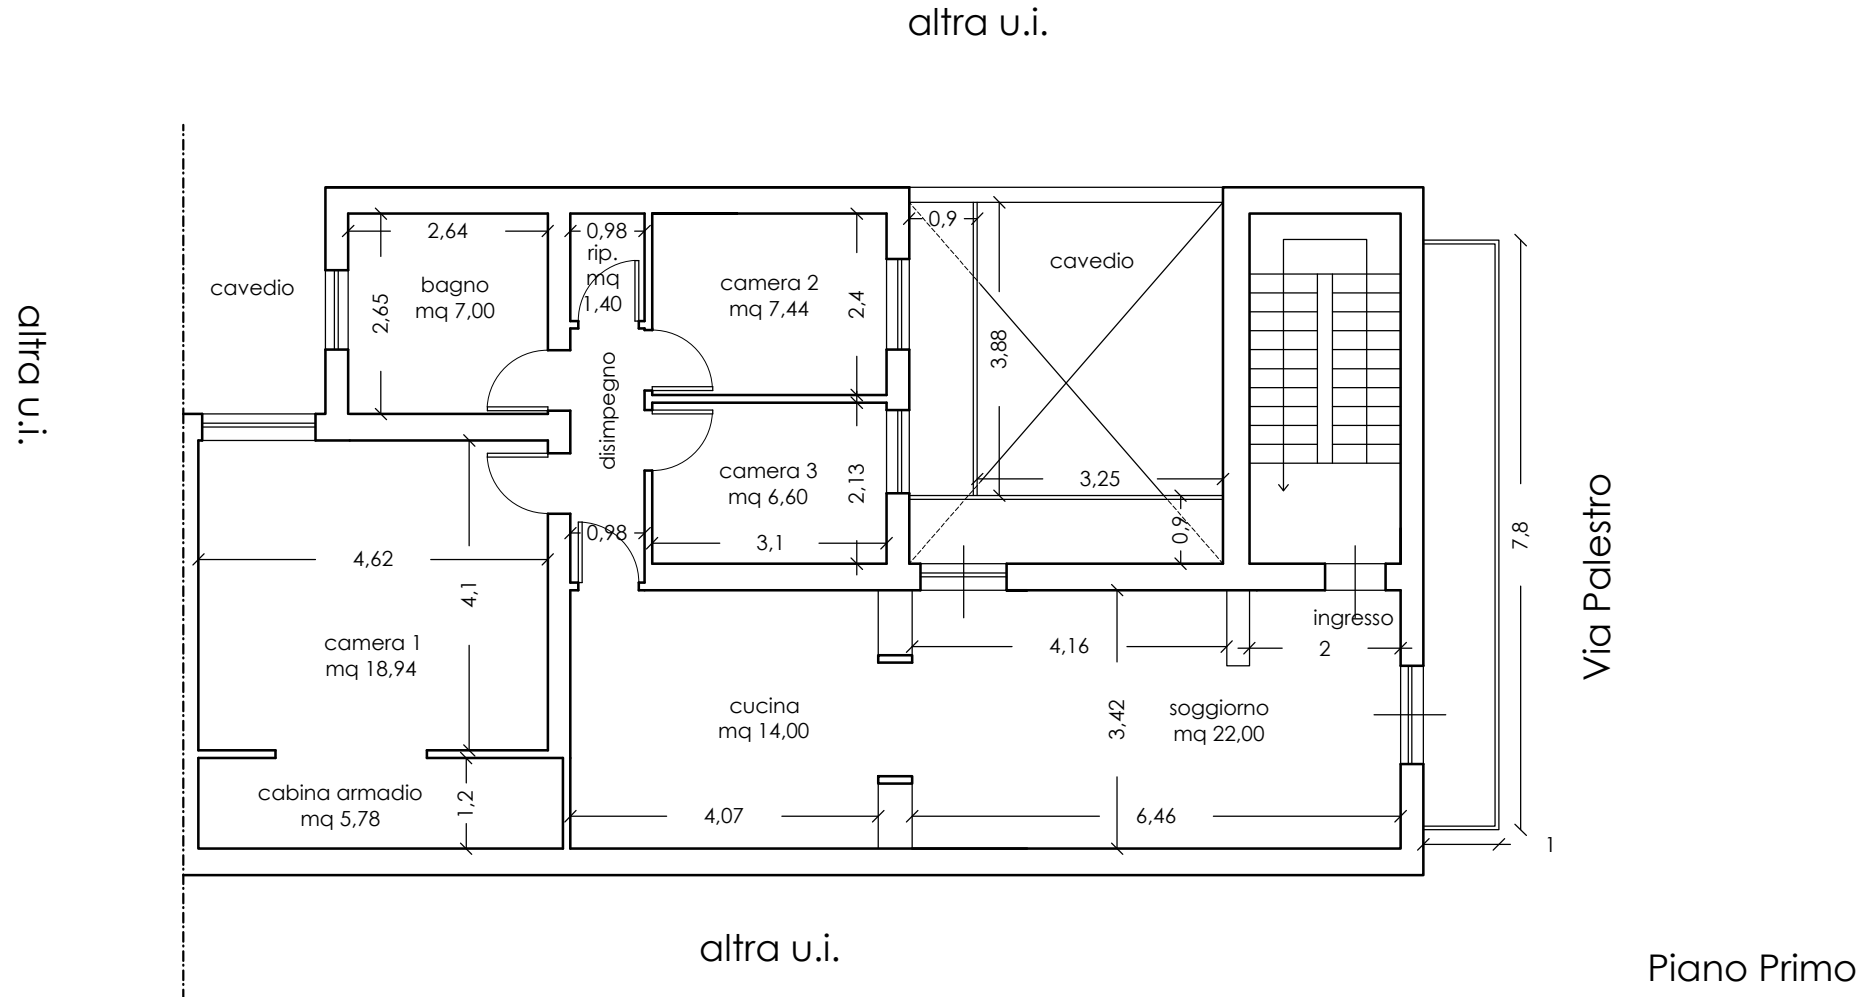 altra u.i.
altra u.i.
cavedio
2,64
2,65
bagno
mq 7,00
0,98
rip.
mq
1,40
disimpegno
camera 2
mq 7,44
2,4
0,9
cavedio
3,88
3,25
0,9
camera 3
mq 6,60
2,13
3,1
0,98
4,62
4,1
camera 1
mq 18,94
cabina armadio
mq 5,78
1,2
cucina
mq 14,00
4,07
4,16
3,42
ingresso
2
soggiorno
mq 22,00
6,46
7,8
1
Via Palestro
altra u.i.
Piano Primo